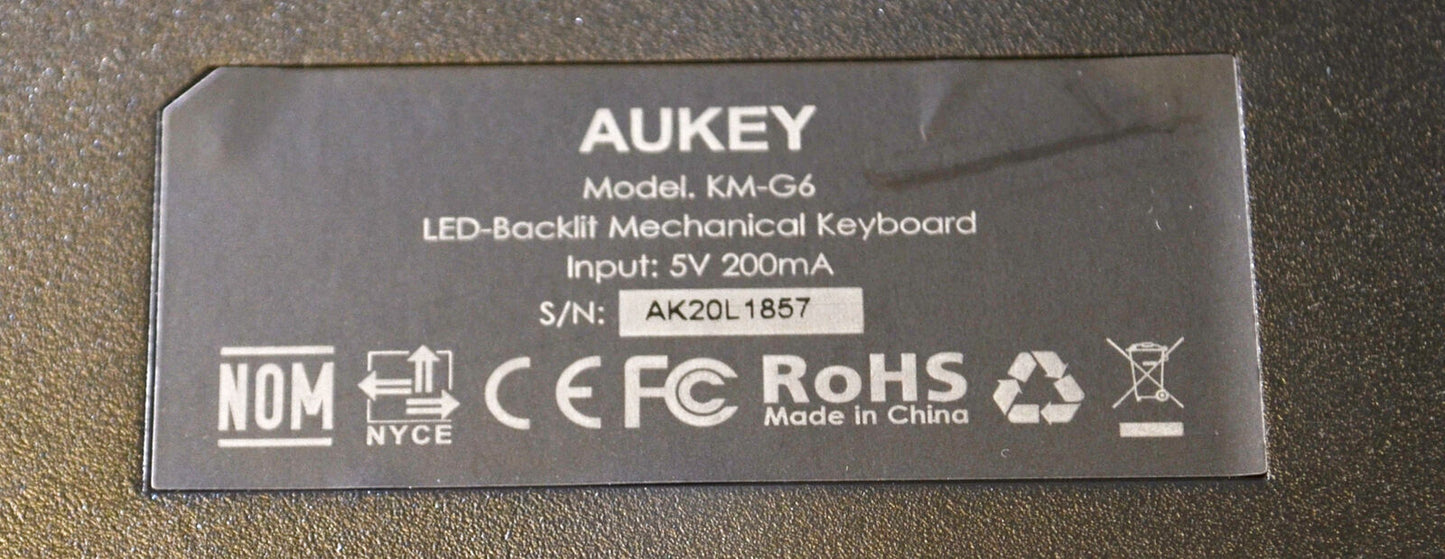 AUKEY
Model. KM-G6
LED-Backlit Mechanical Keyboard
Input: 5V 200mA
S/N: AK20L1857
NOM NYCE CE FC RoHS
Made in China